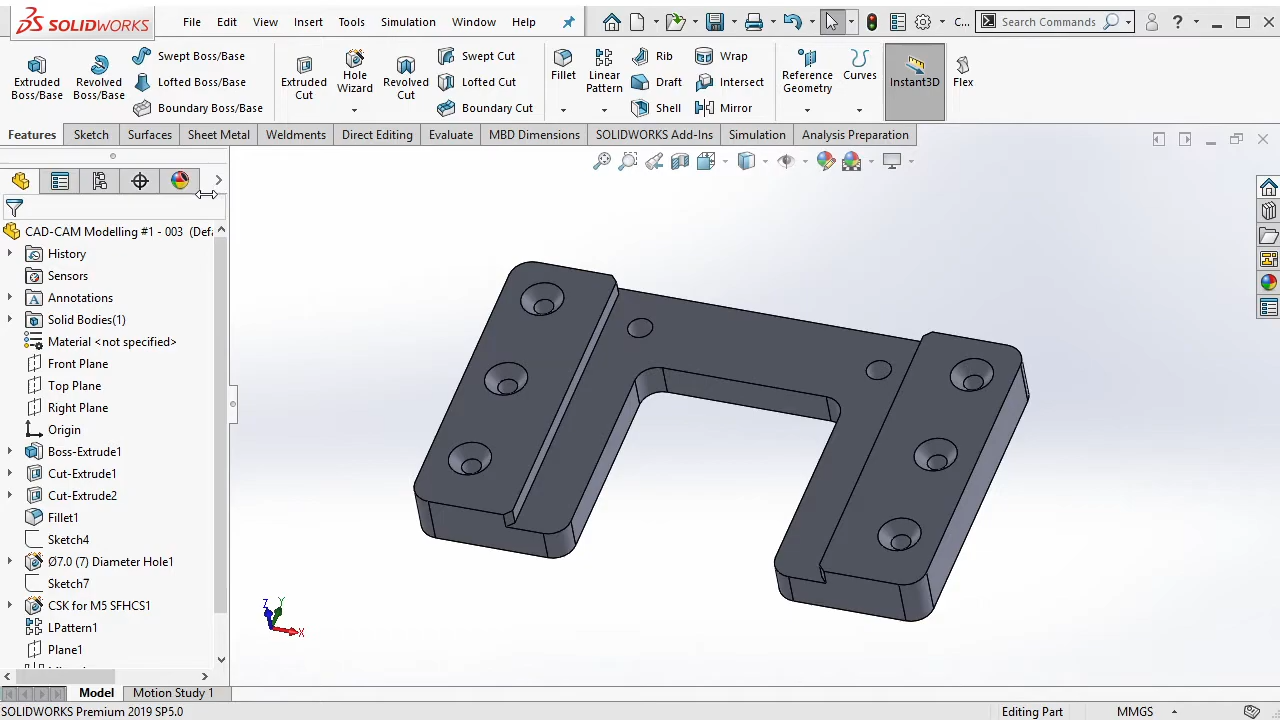 SOLIDWORKS File Edit View Insert Tools Simulation Window Help C... Search Commands ?
Extruded Boss/Base
Revolved Boss/Base
Swept Boss/Base
Lofted Boss/Base
Boundary Boss/Base
Extruded Cut
Hole Wizard
Revolved Cut
Swept Cut
Lofted Cut
Boundary Cut
Fillet
Linear Pattern
Rib
Draft
Shell
Wrap
Intersect
Mirror
Reference Geometry
Curves
Instant3D
Flex
Features Sketch Surfaces Sheet Metal Weldments Direct Editing Evaluate MBD Dimensions SOLIDWORKS Add-Ins Simulation Analysis Preparation
CAD-CAM Modelling #1 - 003 (Def
History
Sensors
Annotations
Solid Bodies(1)
Material <not specified>
Front Plane
Top Plane
Right Plane
Origin
Boss-Extrude1
Cut-Extrude1
Cut-Extrude2
Fillet1
Sketch4
Ø7.0 (7) Diameter Hole1
Sketch7
CSK for M5 SFHCS1
LPattern1
Plane1
Z Y
X
Model Motion Study 1
SOLIDWORKS Premium 2019 SP5.0 Editing Part MMGS